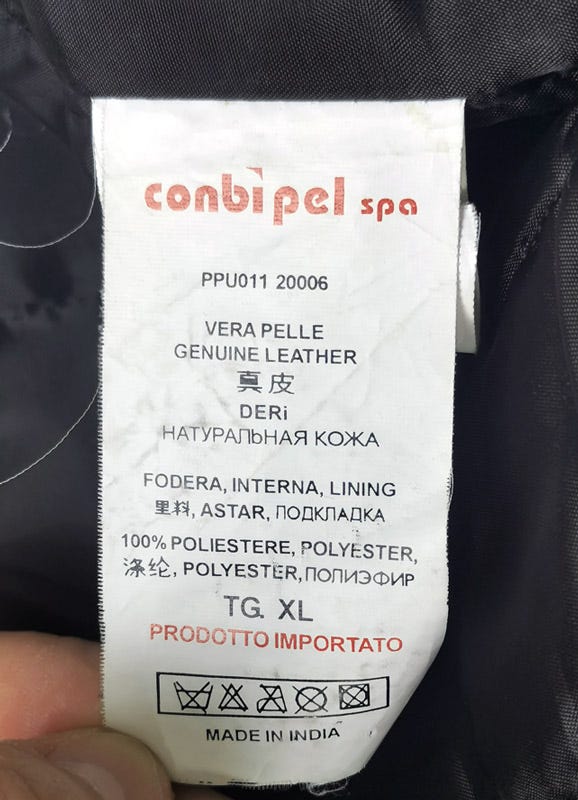 conbipel spa
PPU011 20006
VERA PELLE
GENUINE LEATHER
真皮
DERi
НАТУРАЛЬНАЯ КОЖА
FODERA, INTERNA, LINING
里料, ASTAR, ПОДКЛАДКА
100% POLIESTERE, POLYESTER,
涤纶, POLYESTER, ПОЛИЭФИР
TG. XL
PRODOTTO IMPORTATO
MADE IN INDIA